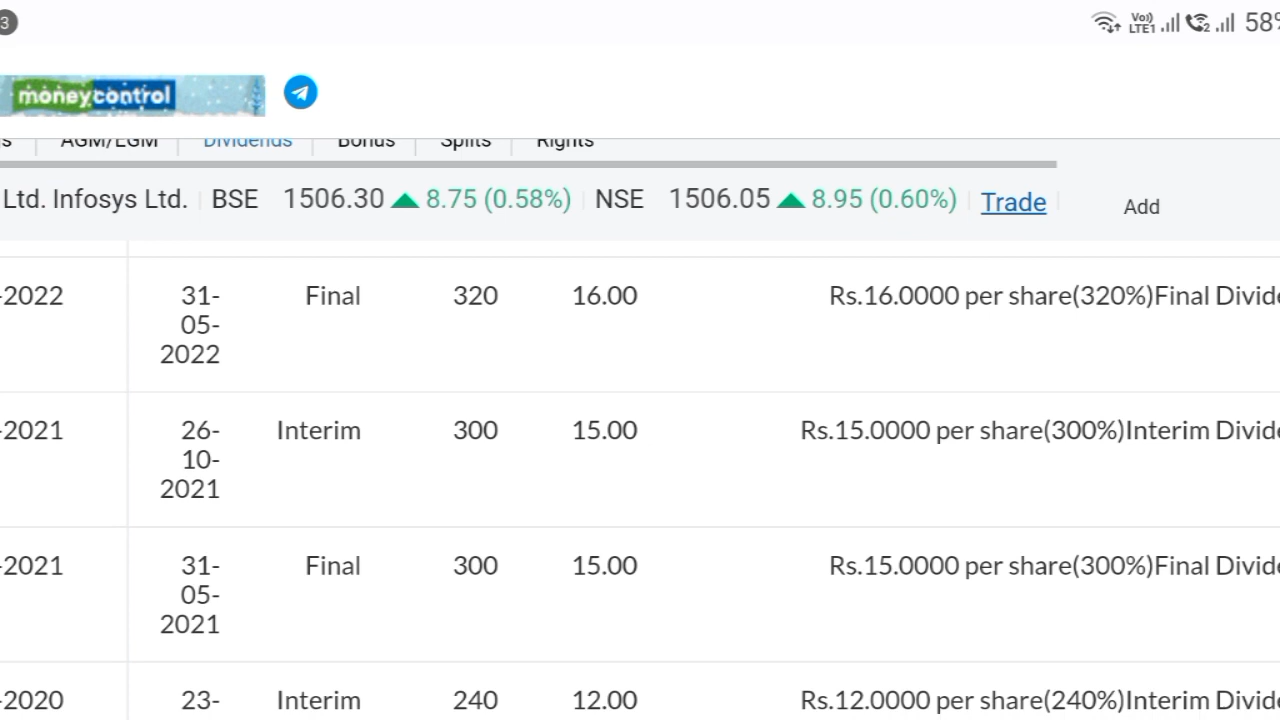 3
Vo) LTE1 2 58%
moneycontrol
s AGM/EGM Dividends Bonus Splits Rights
Ltd. Infosys Ltd. BSE 1506.30 8.75 (0.58%) NSE 1506.05 8.95 (0.60%) Trade Add
-2022 31- Final 320 16.00 Rs.16.0000 per share(320%)Final Divide
05-
2022
-2021 26- Interim 300 15.00 Rs.15.0000 per share(300%)Interim Divide
10-
2021
-2021 31- Final 300 15.00 Rs.15.0000 per share(300%)Final Divide
05-
2021
-2020 23- Interim 240 12.00 Rs.12.0000 per share(240%)Interim Divide